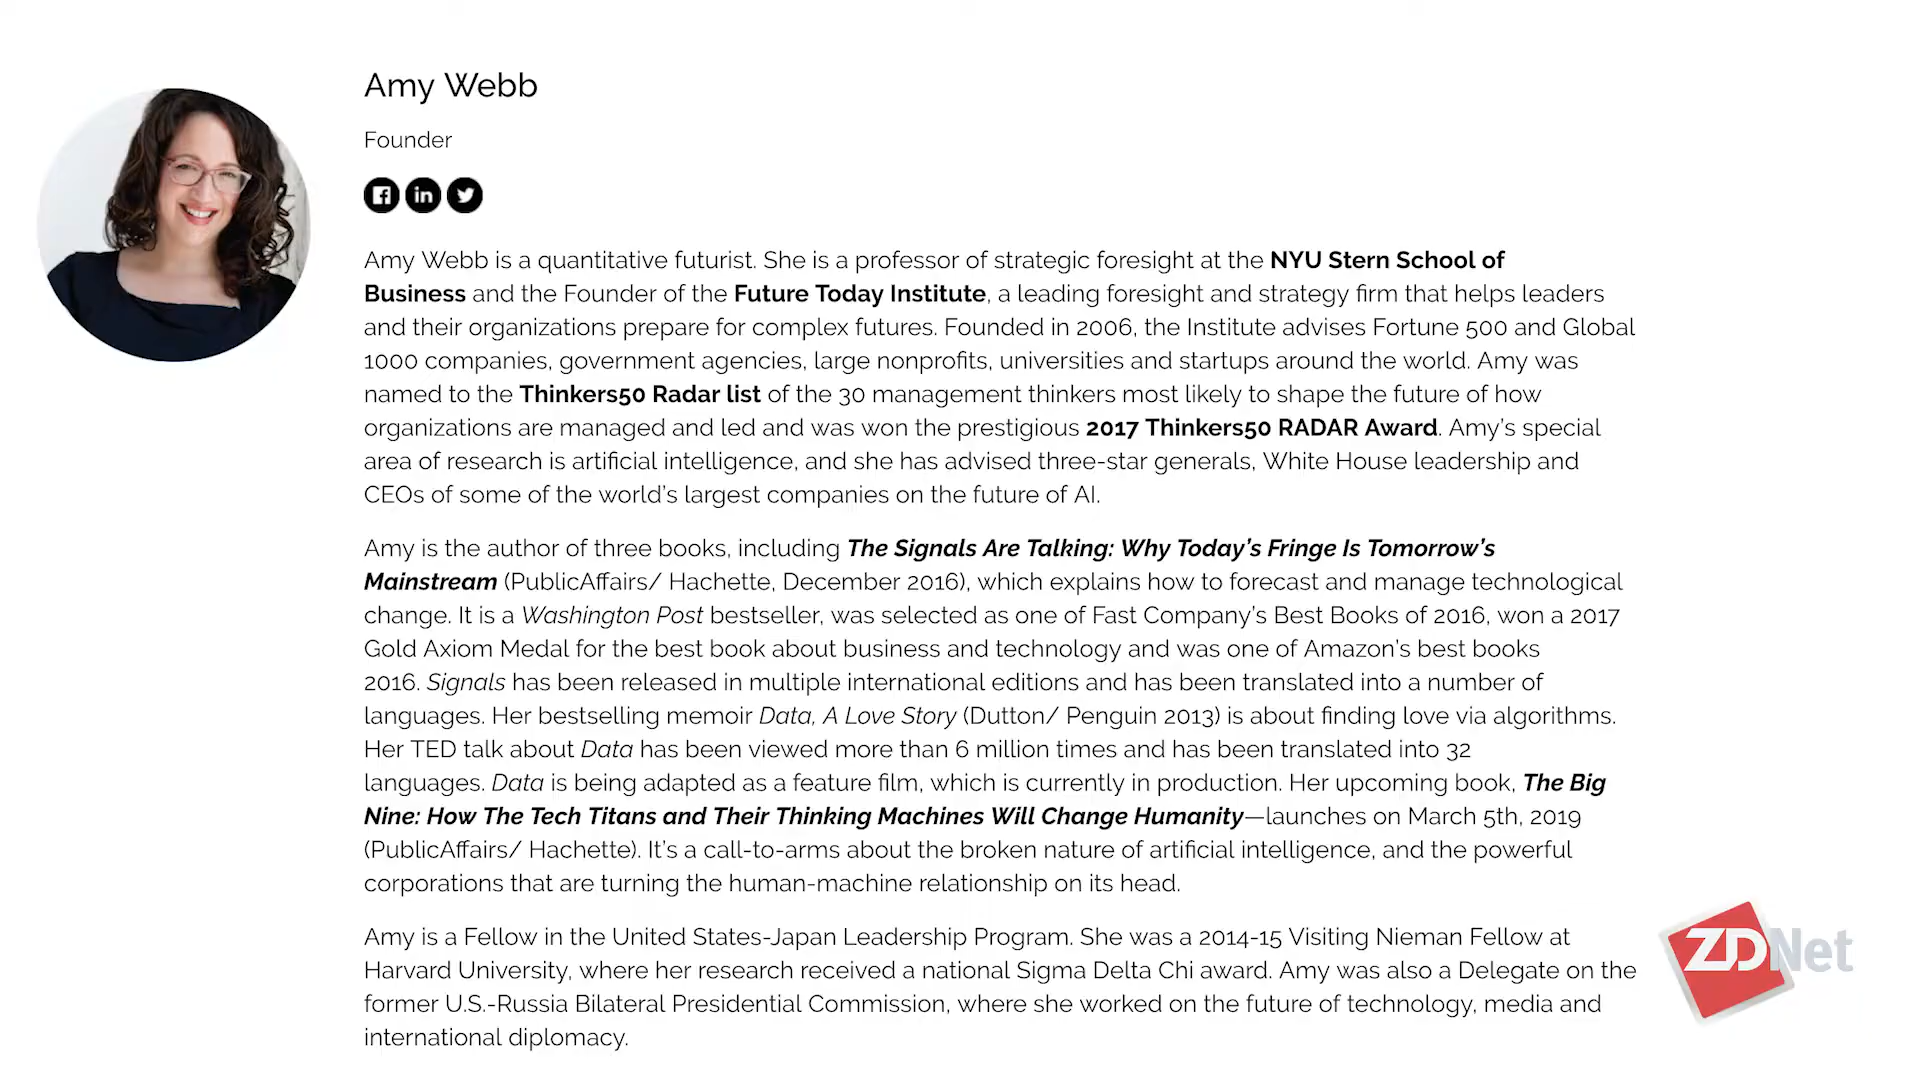 Amy Webb
Founder
Amy Webb is a quantitative futurist. She is a professor of strategic foresight at the NYU Stern School of
Business and the Founder of the Future Today Institute, a leading foresight and strategy firm that helps leaders
and their organizations prepare for complex futures. Founded in 2006, the Institute advises Fortune 500 and Global
1000 companies, government agencies, large nonprofits, universities and startups around the world. Amy was
named to the Thinkers50 Radar list of the 30 management thinkers most likely to shape the future of how
organizations are managed and led and was won the prestigious 2017 Thinkers50 RADAR Award. Amy’s special
area of research is artificial intelligence, and she has advised three-star generals, White House leadership and
CEOs of some of the world’s largest companies on the future of AI.
Amy is the author of three books, including The Signals Are Talking: Why Today’s Fringe Is Tomorrow’s
Mainstream (PublicAffairs/ Hachette, December 2016), which explains how to forecast and manage technological
change. It is a Washington Post bestseller, was selected as one of Fast Company’s Best Books of 2016, won a 2017
Gold Axiom Medal for the best book about business and technology and was one of Amazon’s best books
2016. Signals has been released in multiple international editions and has been translated into a number of
languages. Her bestselling memoir Data, A Love Story (Dutton/ Penguin 2013) is about finding love via algorithms.
Her TED talk about Data has been viewed more than 6 million times and has been translated into 32
languages. Data is being adapted as a feature film, which is currently in production. Her upcoming book, The Big
Nine: How The Tech Titans and Their Thinking Machines Will Change Humanity—launches on March 5th, 2019
(PublicAffairs/ Hachette). It’s a call-to-arms about the broken nature of artificial intelligence, and the powerful
corporations that are turning the human-machine relationship on its head.
Amy is a Fellow in the United States-Japan Leadership Program. She was a 2014-15 Visiting Nieman Fellow at
Harvard University, where her research received a national Sigma Delta Chi award. Amy was also a Delegate on the
former U.S.-Russia Bilateral Presidential Commission, where she worked on the future of technology, media and
international diplomacy.
ZDNet